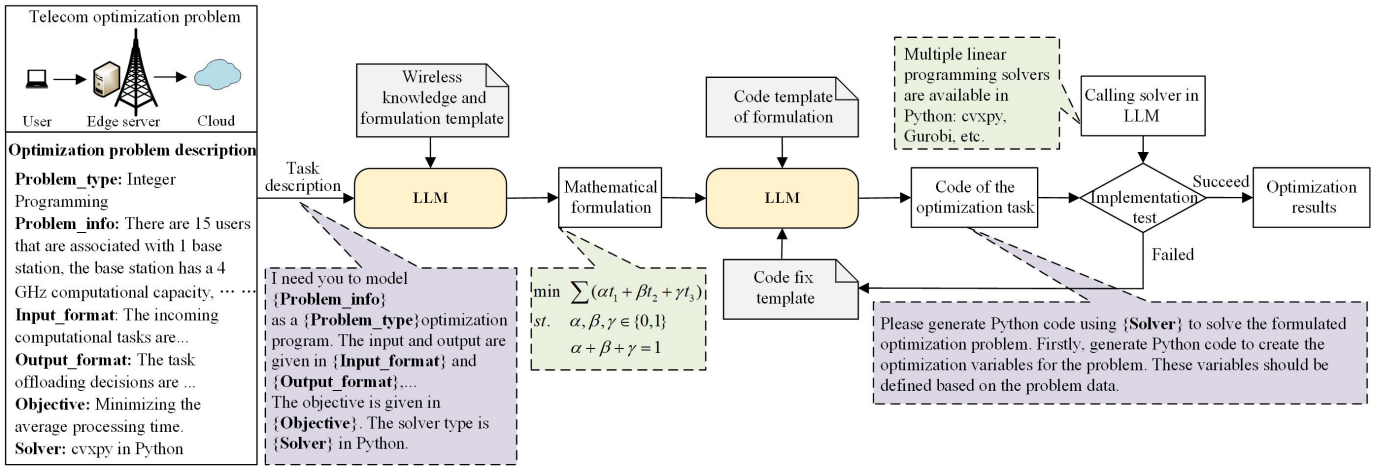 Telecom optimization problem
User
Edge server
Cloud
Optimization problem description
Problem_type: Integer
Programming
Problem_info: There are 15 users
that are associated with 1 base
station, the base station has a 4
GHz computational capacity, ··· ···
Input_format: The incoming
computational tasks are...
Output_format: The task
offloading decisions are ...
Objective: Minimizing the
average processing time.
Solver: cvxpy in Python
Task
description
I need you to model
{Problem_info}
as a {Problem_type}optimization
program. The input and output are
given in {Input_format} and
{Output_format},...
The objective is given in
{Objective}. The solver type is
{Solver} in Python.
Wireless
knowledge and
formulation template
LLM
Mathematical
formulation
min ∑(αt₁ + βt₂ + γt₃)
st. α, β, γ ∈ {0,1}
α + β + γ = 1
Code template
of formulation
LLM
Code fix
template
Code of the
optimization task
Please generate Python code using {Solver} to solve the formulated
optimization problem. Firstly, generate Python code to create the
optimization variables for the problem. These variables should be
defined based on the problem data.
Multiple linear
programming solvers
are available in
Python: cvxpy,
Gurobi, etc.
Calling solver in
LLM
Implementation
test
Succeed
Failed
Optimization
results